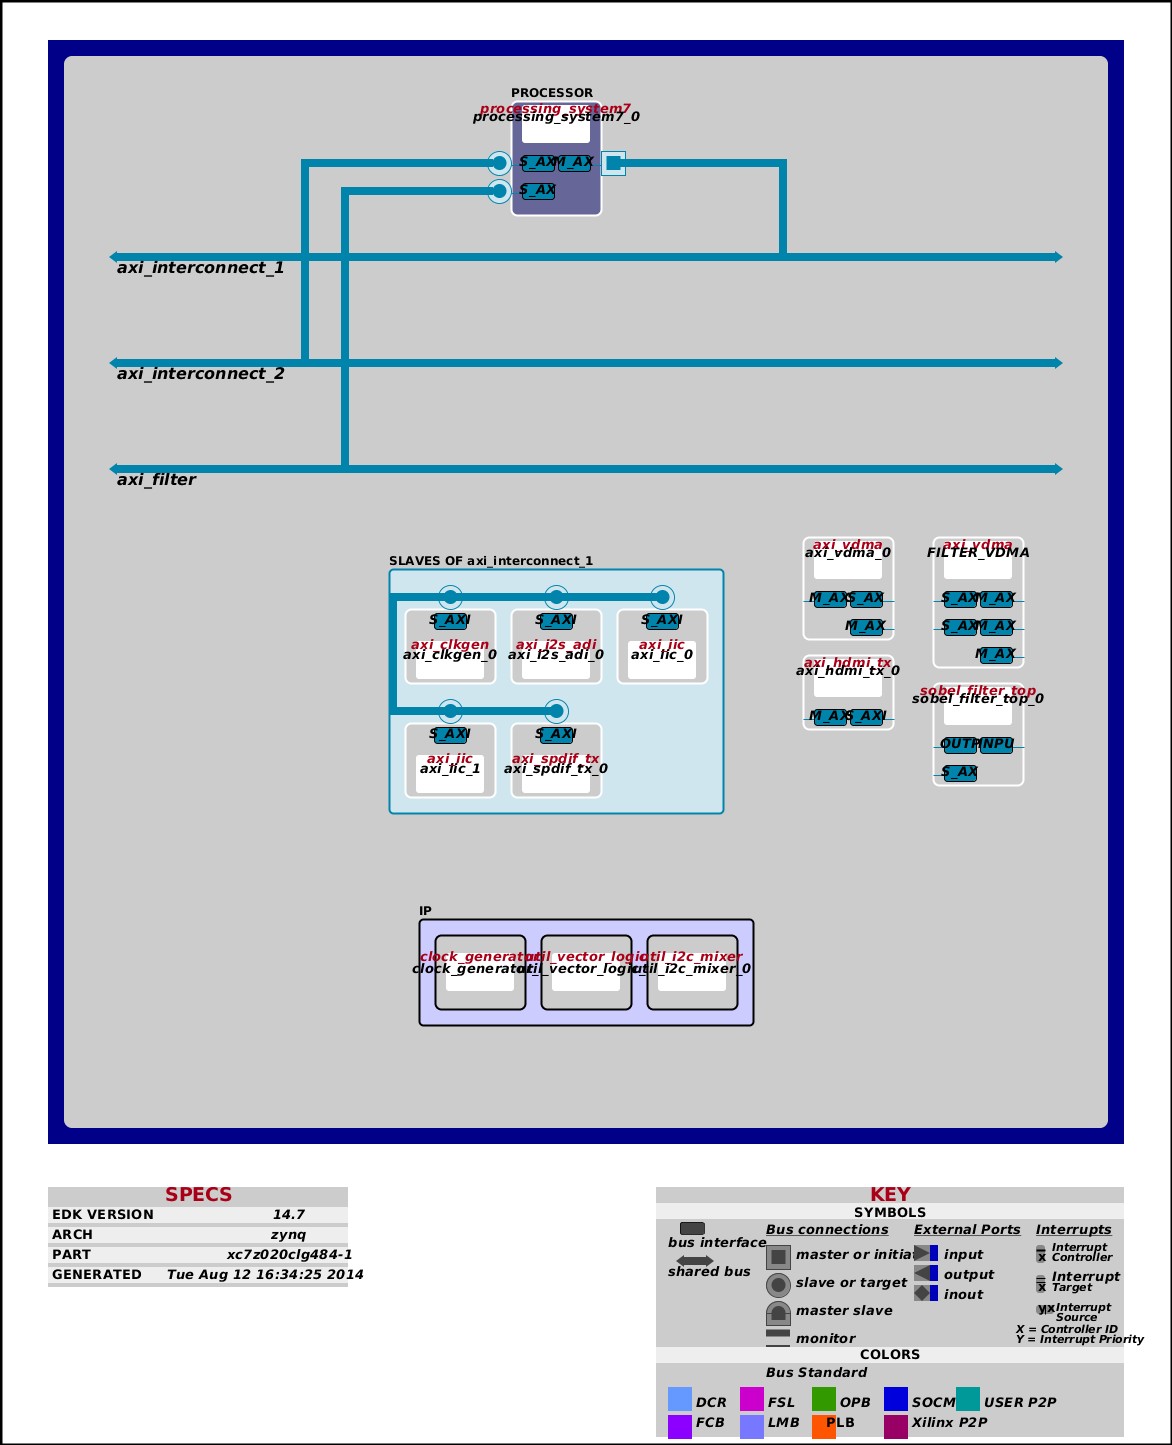 PROCESSOR
processing_system7
processing_system7_0
S_AX M_AX
S_AX
axi_interconnect_1
axi_interconnect_2
axi_filter
SLAVES OF axi_interconnect_1
S_AXI S_AXI S_AXI
axi_clkgen axi_i2s_adi axi_iic
axi_clkgen_0 axi_i2s_adi_0 axi_iic_0
S_AXI S_AXI
axi_iic axi_spdif_tx
axi_iic_1 axi_spdif_tx_0
axi_vdma
axi_vdma_0
M_AX S_AX
M_AX
axi_hdmi_tx
axi_hdmi_tx_0
M_AX S_AXI
axi_vdma
FILTER_VDMA
S_AX M_AX
S_AX M_AX
M_AX
sobel_filter_top
sobel_filter_top_0
OUTP INPU
S_AX
IP
clock_generator util_vector_logic util_i2c_mixer
util_i2c_mixer_0
SPECS
EDK VERSION 14.7
ARCH zynq
PART xc7z020clg484-1
GENERATED Tue Aug 12 16:34:25 2014
KEY
SYMBOLS
bus interface
shared bus
Bus connections
master or initiat
slave or target
master slave
monitor
External Ports
input
output
inout
Interrupts
x Interrupt
Controller
x Interrupt
Target
yx Interrupt
Source
X = Controller ID
Y = Interrupt Priority
COLORS
Bus Standard
DCR FSL OPB SOCM USER P2P
FCB LMB PLB Xilinx P2P